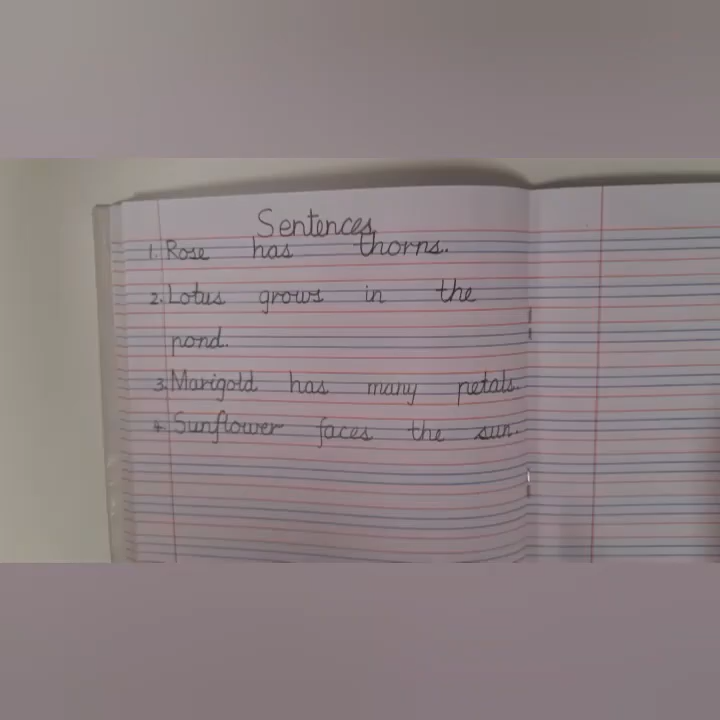 Sentences
1. Rose has thorns.
2. Lotus grows in the
pond.
3. Marigold has many petals.
4. Sunflower faces the sun.